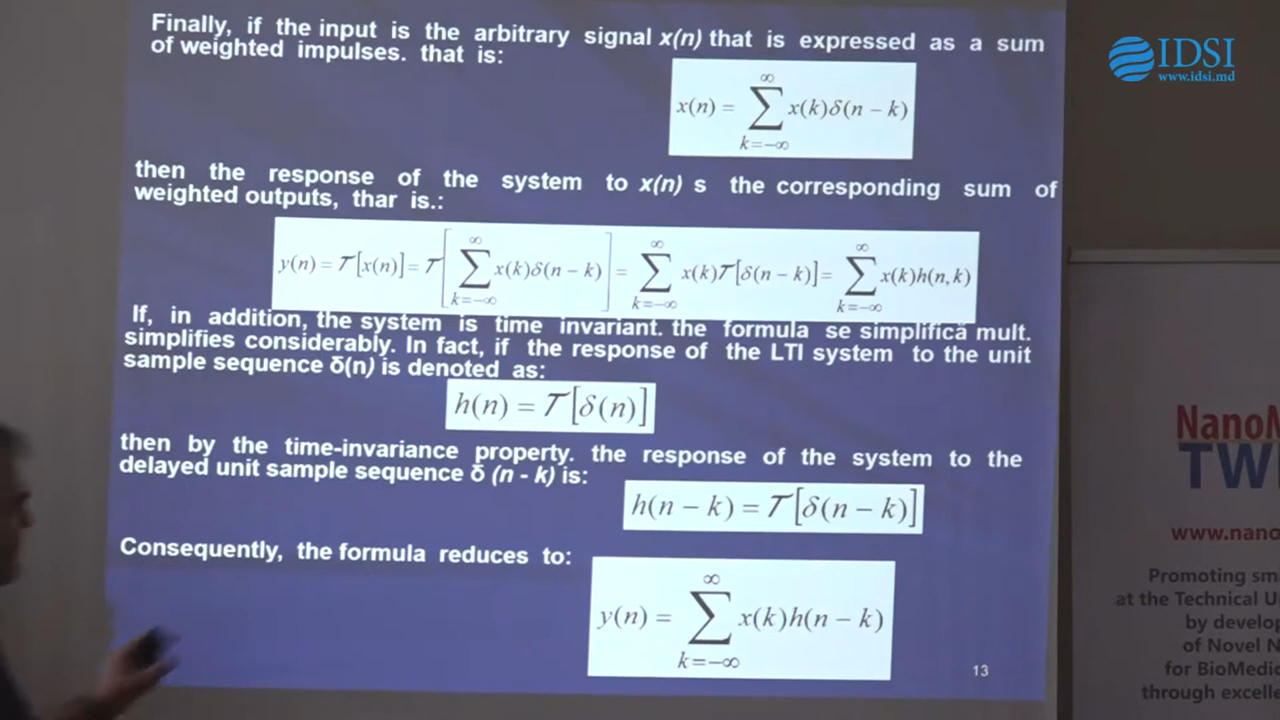 Finally, if the input is the arbitrary signal x(n) that is expressed as a sum
of weighted impulses. that is:
x(n) = ∑_{k=-∞}^{∞} x(k)δ(n − k)
then the response of the system to x(n) s the corresponding sum of
weighted outputs, thar is.:
y(n) = T[x(n)] = T[∑_{k=-∞}^{∞} x(k)δ(n − k)] = ∑_{k=-∞}^{∞} x(k)T[δ(n − k)] = ∑_{k=-∞}^{∞} x(k)h(n,k)
If, in addition, the system is time invariant. the formula se simplifică mult.
simplifies considerably. In fact, if the response of the LTI system to the unit
sample sequence δ(n) is denoted as:
h(n) = T[δ(n)]
then by the time-invariance property. the response of the system to the
delayed unit sample sequence δ (n - k) is:
h(n − k) = T[δ(n − k)]
Consequently, the formula reduces to:
y(n) = ∑_{k=-∞}^{∞} x(k)h(n − k)
13
IDSI
www.idsi.md
NanoM
TW
www.nano
Promoting sm
at the Technical U
by develop
of Novel N
for BioMedic
through excelle